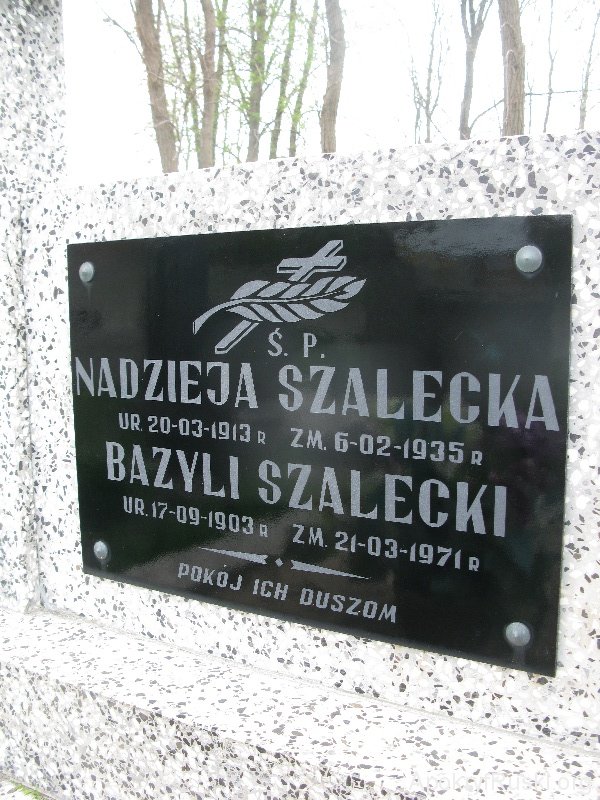 Ś. P.
NADZIEJA SZALECKA
UR. 20-03-1913 R ZM. 6-02-1935 R
BAZYLI SZALECKI
UR. 17-09-1903 R ZM. 21-03-1971 R
POKÓJ ICH DUSZOM